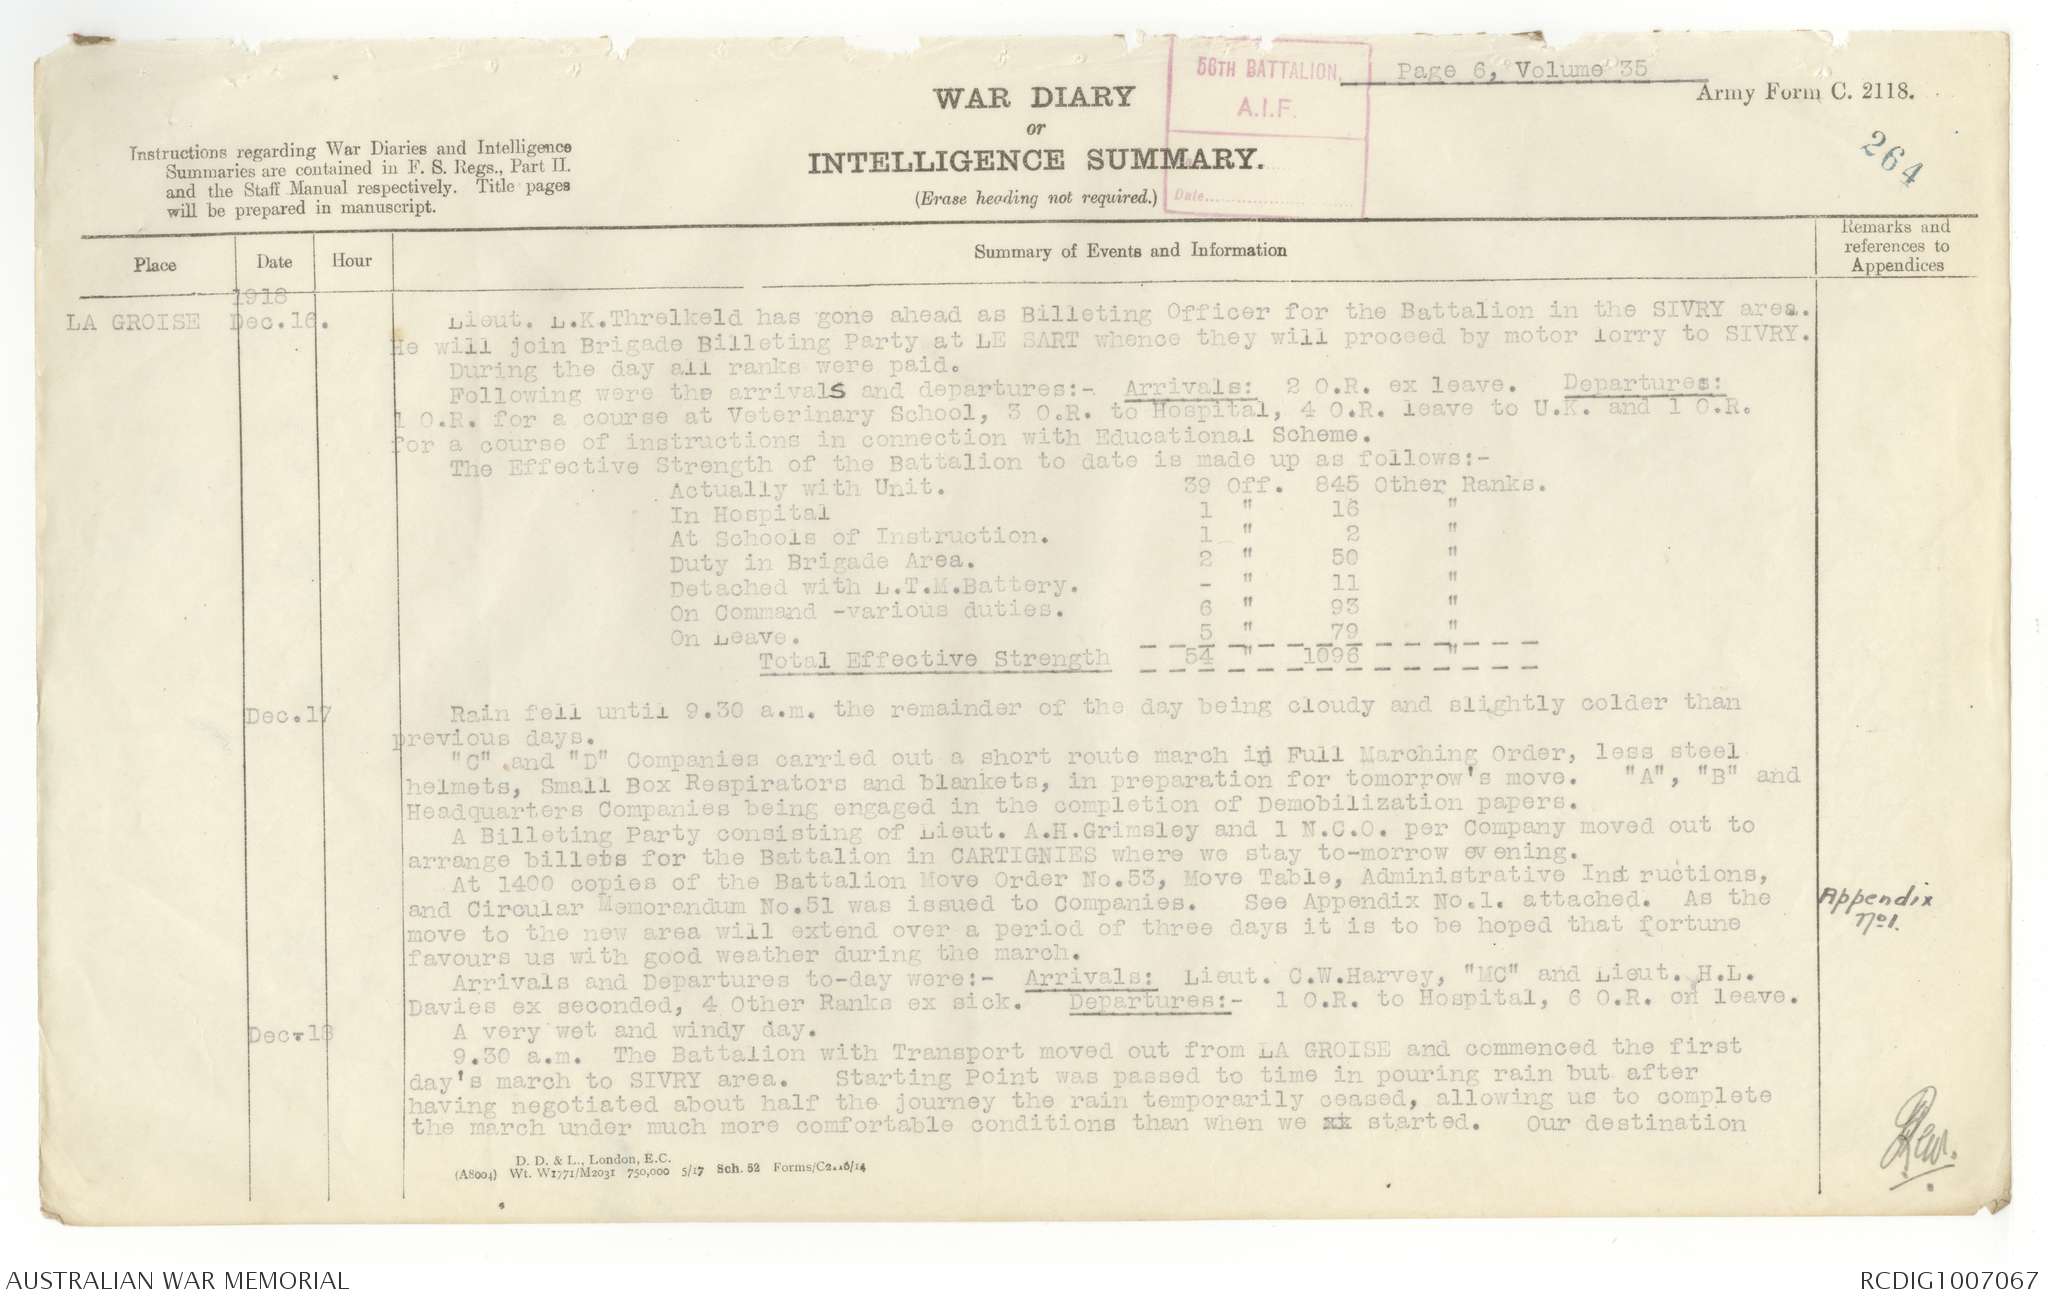 56TH BATTALION,
A.I.F.
Date
Page 6, Volume 35
Army Form C. 2118.
WAR DIARY
or
INTELLIGENCE SUMMARY.
(Erase heading not required.)
264
Instructions regarding War Diaries and Intelligence
Summaries are contained in F. S. Regs., Part II.
and the Staff Manual respectively. Title pages
will be prepared in manuscript.
Place Date Hour Summary of Events and Information
Remarks and
references to
Appendices
1918
LA GROISE Dec.16. Lieut. L.K.Threlkeld has gone ahead as Billeting Officer for the Battalion in the SIVRY area.
He will join Brigade Billeting Party at LE SART whence they will proceed by motor lorry to SIVRY.
During the day all ranks were paid.
Following were the arrivals and departures:- Arrivals: 2 O.R. ex leave. Departures:
1 O.R. for a course at Veterinary School, 3 O.R. to Hospital, 4 O.R. leave to U.K. and 1 O.R.
for a course of instructions in connection with Educational Scheme.
The Effective Strength of the Battalion to date is made up as follows:-
Actually with Unit. 39 Off. 845 Other Ranks.
In Hospital 1 " 16 "
At Schools of Instruction. 1 " 2 "
Duty in Brigade Area. 2 " 50 "
Detached with L.T.M.Battery. - " 11 "
On Command -various duties. 6 " 93 "
On Leave. 5 " 79 "
Total Effective Strength 54 " 1096 "
Dec.17 Rain fell until 9.30 a.m. the remainder of the day being cloudy and slightly colder than
previous days.
"C" and "D" Companies carried out a short route march in Full Marching Order, less steel
helmets, Small Box Respirators and blankets, in preparation for tomorrow's move. "A", "B" and
Headquarters Companies being engaged in the completion of Demobilization papers.
A Billeting Party consisting of Lieut. A.H.Grimsley and 1 N.C.O. per Company moved out to
arrange billets for the Battalion in CARTIGNIES where we stay to-morrow evening.
At 1400 copies of the Battalion Move Order No.53, Move Table, Administrative Instructions,
and Circular Memorandum No.51 was issued to Companies. See Appendix No.1. attached. As the
Appendix
No 1.
move to the new area will extend over a period of three days it is to be hoped that fortune
favours us with good weather during the march.
Arrivals and Departures to-day were:- Arrivals: Lieut. C.W.Harvey, "MC" and Lieut. H.L.
Davies ex seconded, 4 Other Ranks ex sick. Departures:- 1 O.R. to Hospital, 6 O.R. on leave.
Dec.18 A very wet and windy day.
9.30 a.m. The Battalion with Transport moved out from LA GROISE and commenced the first
day's march to SIVRY area. Starting Point was passed to time in pouring rain but after
having negotiated about half the journey the rain temporarily ceased, allowing us to complete
the march under much more comfortable conditions than when we xx started. Our destination
D. D. & L., London, E.C.
(A8004) Wt. W1771/M2031 750,000 5/17 Sch. 52 Forms/C2118/14
AUSTRALIAN WAR MEMORIAL
RCDIG1007067